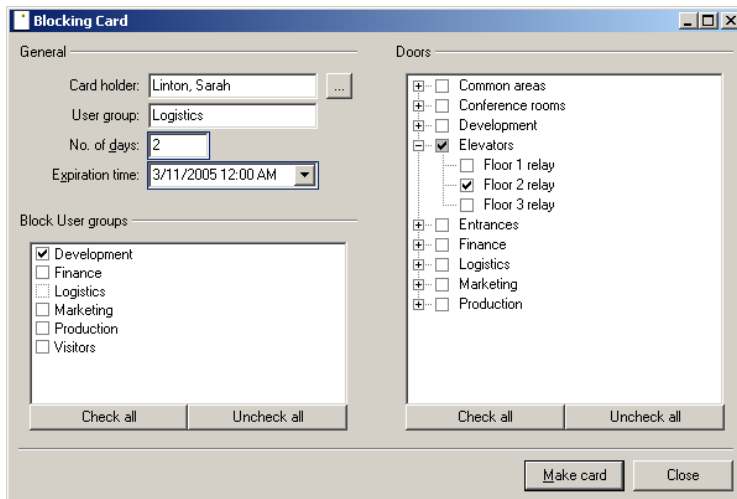 Blocking Card
General
Card holder: Linton, Sarah ...
User group: Logistics
No. of days: 2
Expiration time: 3/11/2005 12:00 AM
Block User groups
Development
Finance
Logistics
Marketing
Production
Visitors
Check all Uncheck all
Doors
Common areas
Conference rooms
Development
Elevators
Floor 1 relay
Floor 2 relay
Floor 3 relay
Entrances
Finance
Logistics
Marketing
Production
Check all Uncheck all
Make card Close